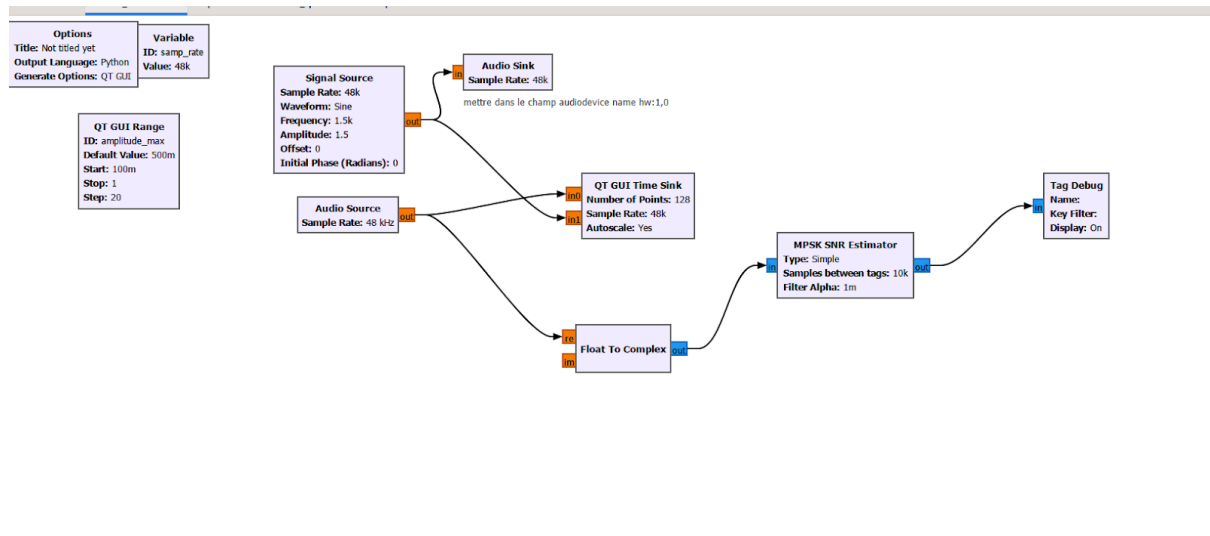 Options
Title: Not titled yet
Output Language: Python
Generate Options: QT GUI
Variable
ID: samp_rate
Value: 48k
QT GUI Range
ID: amplitude_max
Default Value: 500m
Start: 100m
Stop: 1
Step: 20
Signal Source
Sample Rate: 48k
Waveform: Sine
Frequency: 1.5k
Amplitude: 1.5
Offset: 0
Initial Phase (Radians): 0
out
in
Audio Sink
Sample Rate: 48k
mettre dans le champ audiodevice name hw:1,0
Audio Source
Sample Rate: 48 kHz
out
in0
in1
QT GUI Time Sink
Number of Points: 128
Sample Rate: 48k
Autoscale: Yes
re
im
Float To Complex
out
in
MPSK SNR Estimator
Type: Simple
Samples between tags: 10k
Filter Alpha: 1m
out
in
Tag Debug
Name:
Key Filter:
Display: On